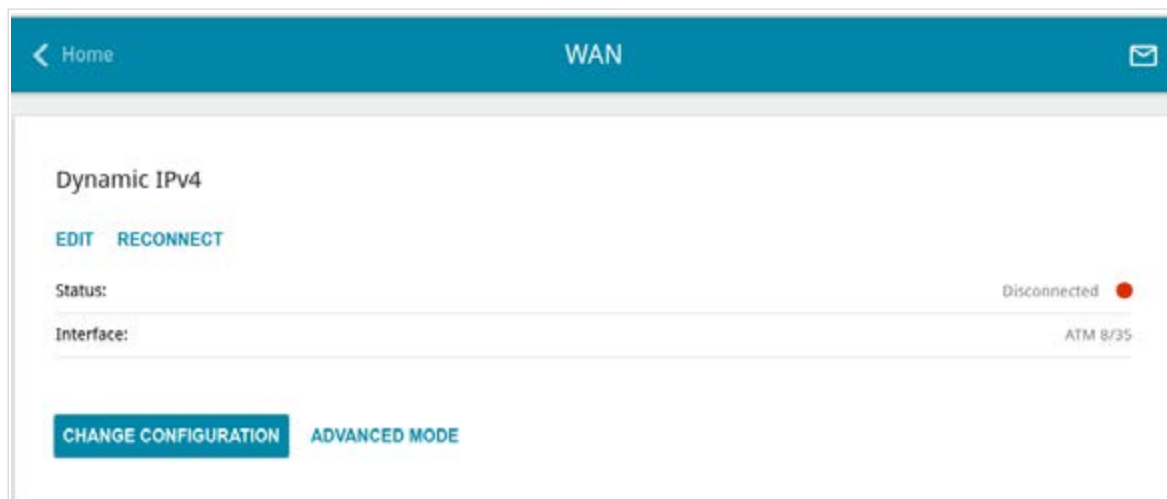 Home WAN
Dynamic IPv4
EDIT RECONNECT
Status: Disconnected
Interface: ATM 8/35
CHANGE CONFIGURATION ADVANCED MODE